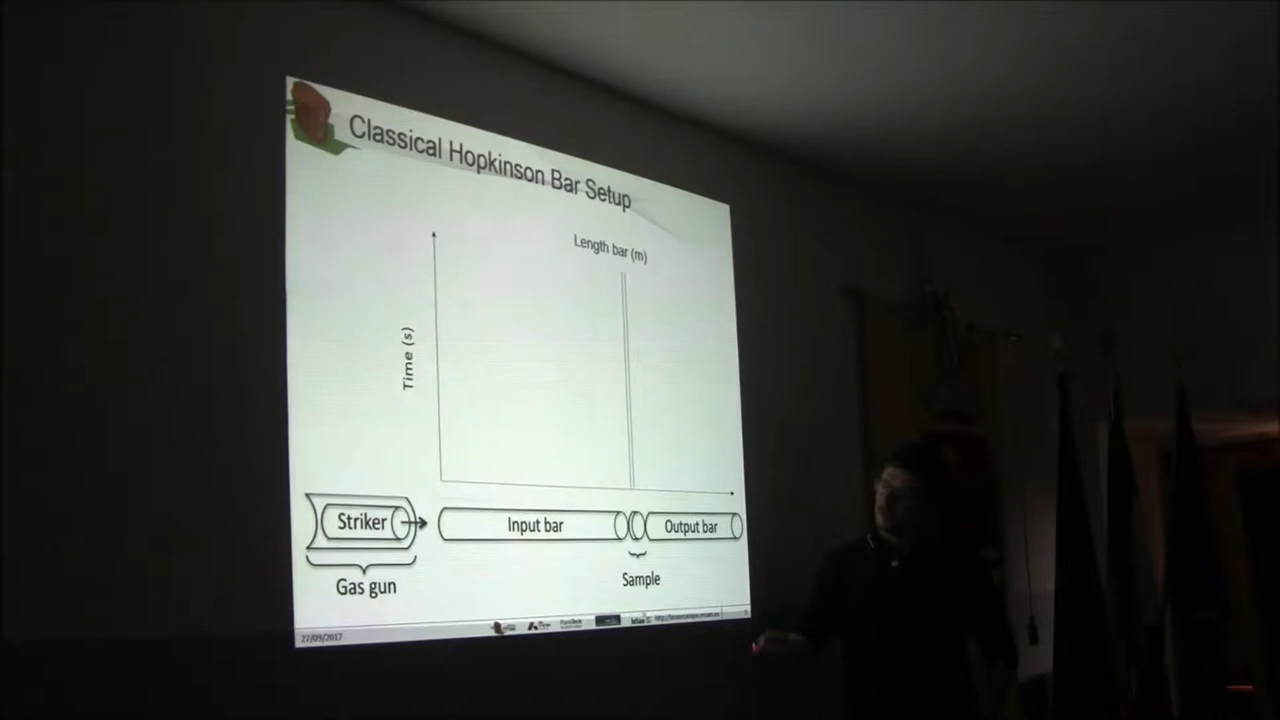 Classical Hopkinson Bar Setup
Length bar (m)
Time (s)
Striker
Input bar
Output bar
Gas gun
Sample
27/09/2017